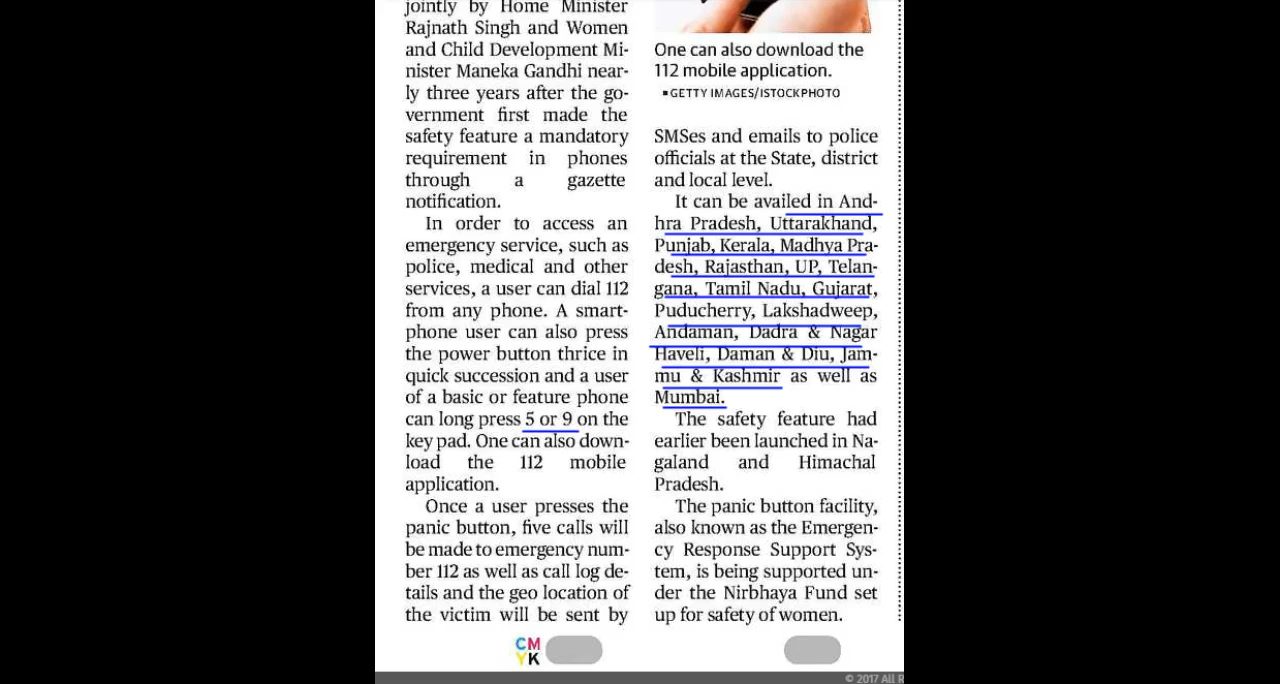 jointly by Home Minister
Rajnath Singh and Women
and Child Development Mi-
nister Maneka Gandhi near-
ly three years after the go-
vernment first made the
safety feature a mandatory
requirement in phones
through a gazette
notification.
In order to access an
emergency service, such as
police, medical and other
services, a user can dial 112
from any phone. A smart-
phone user can also press
the power button thrice in
quick succession and a user
of a basic or feature phone
can long press 5 or 9 on the
key pad. One can also down-
load the 112 mobile
application.
Once a user presses the
panic button, five calls will
be made to emergency num-
ber 112 as well as call log de-
tails and the geo location of
the victim will be sent by
One can also download the
112 mobile application.
▪ GETTY IMAGES/ISTOCKPHOTO
SMSes and emails to police
officials at the State, district
and local level.
It can be availed in And-
hra Pradesh, Uttarakhand,
Punjab, Kerala, Madhya Pra-
desh, Rajasthan, UP, Telan-
gana, Tamil Nadu, Gujarat,
Puducherry, Lakshadweep,
Andaman, Dadra & Nagar
Haveli, Daman & Diu, Jam-
mu & Kashmir as well as
Mumbai.
The safety feature had
earlier been launched in Na-
galand and Himachal
Pradesh.
The panic button facility,
also known as the Emergen-
cy Response Support Sys-
tem, is being supported un-
der the Nirbhaya Fund set
up for safety of women.
CM
YK
© 2017 All R